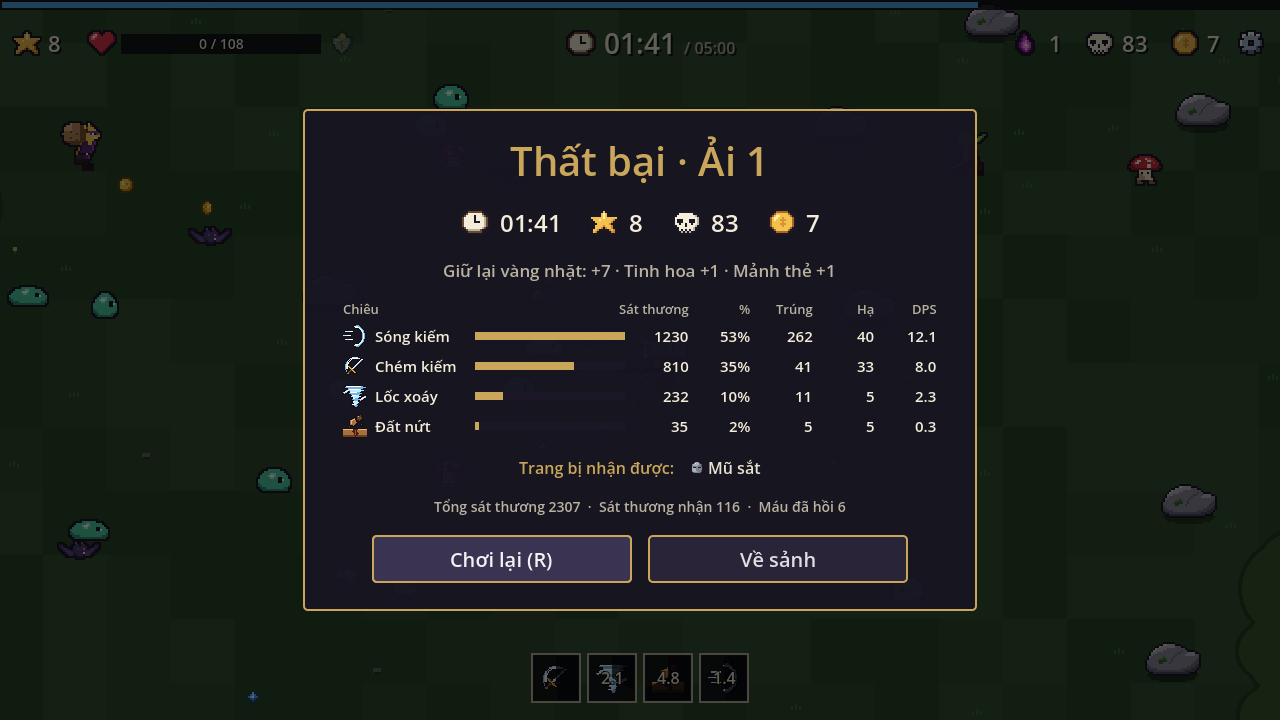 8 0 / 108 01:41 / 05:00 1 83 7
Thất bại · Ải 1
01:41 8 83 7
Giữ lại vàng nhặt: +7 · Tinh hoa +1 · Mảnh thẻ +1
Chiêu Sát thương % Trúng Hạ DPS
Sóng kiếm 1230 53% 262 40 12.1
Chém kiếm 810 35% 41 33 8.0
Lốc xoáy 232 10% 11 5 2.3
Đất nứt 35 2% 5 5 0.3
Trang bị nhận được: Mũ sắt
Tổng sát thương 2307 · Sát thương nhận 116 · Máu đã hồi 6
Chơi lại (R) Về sảnh
2.1 4.8 1.4